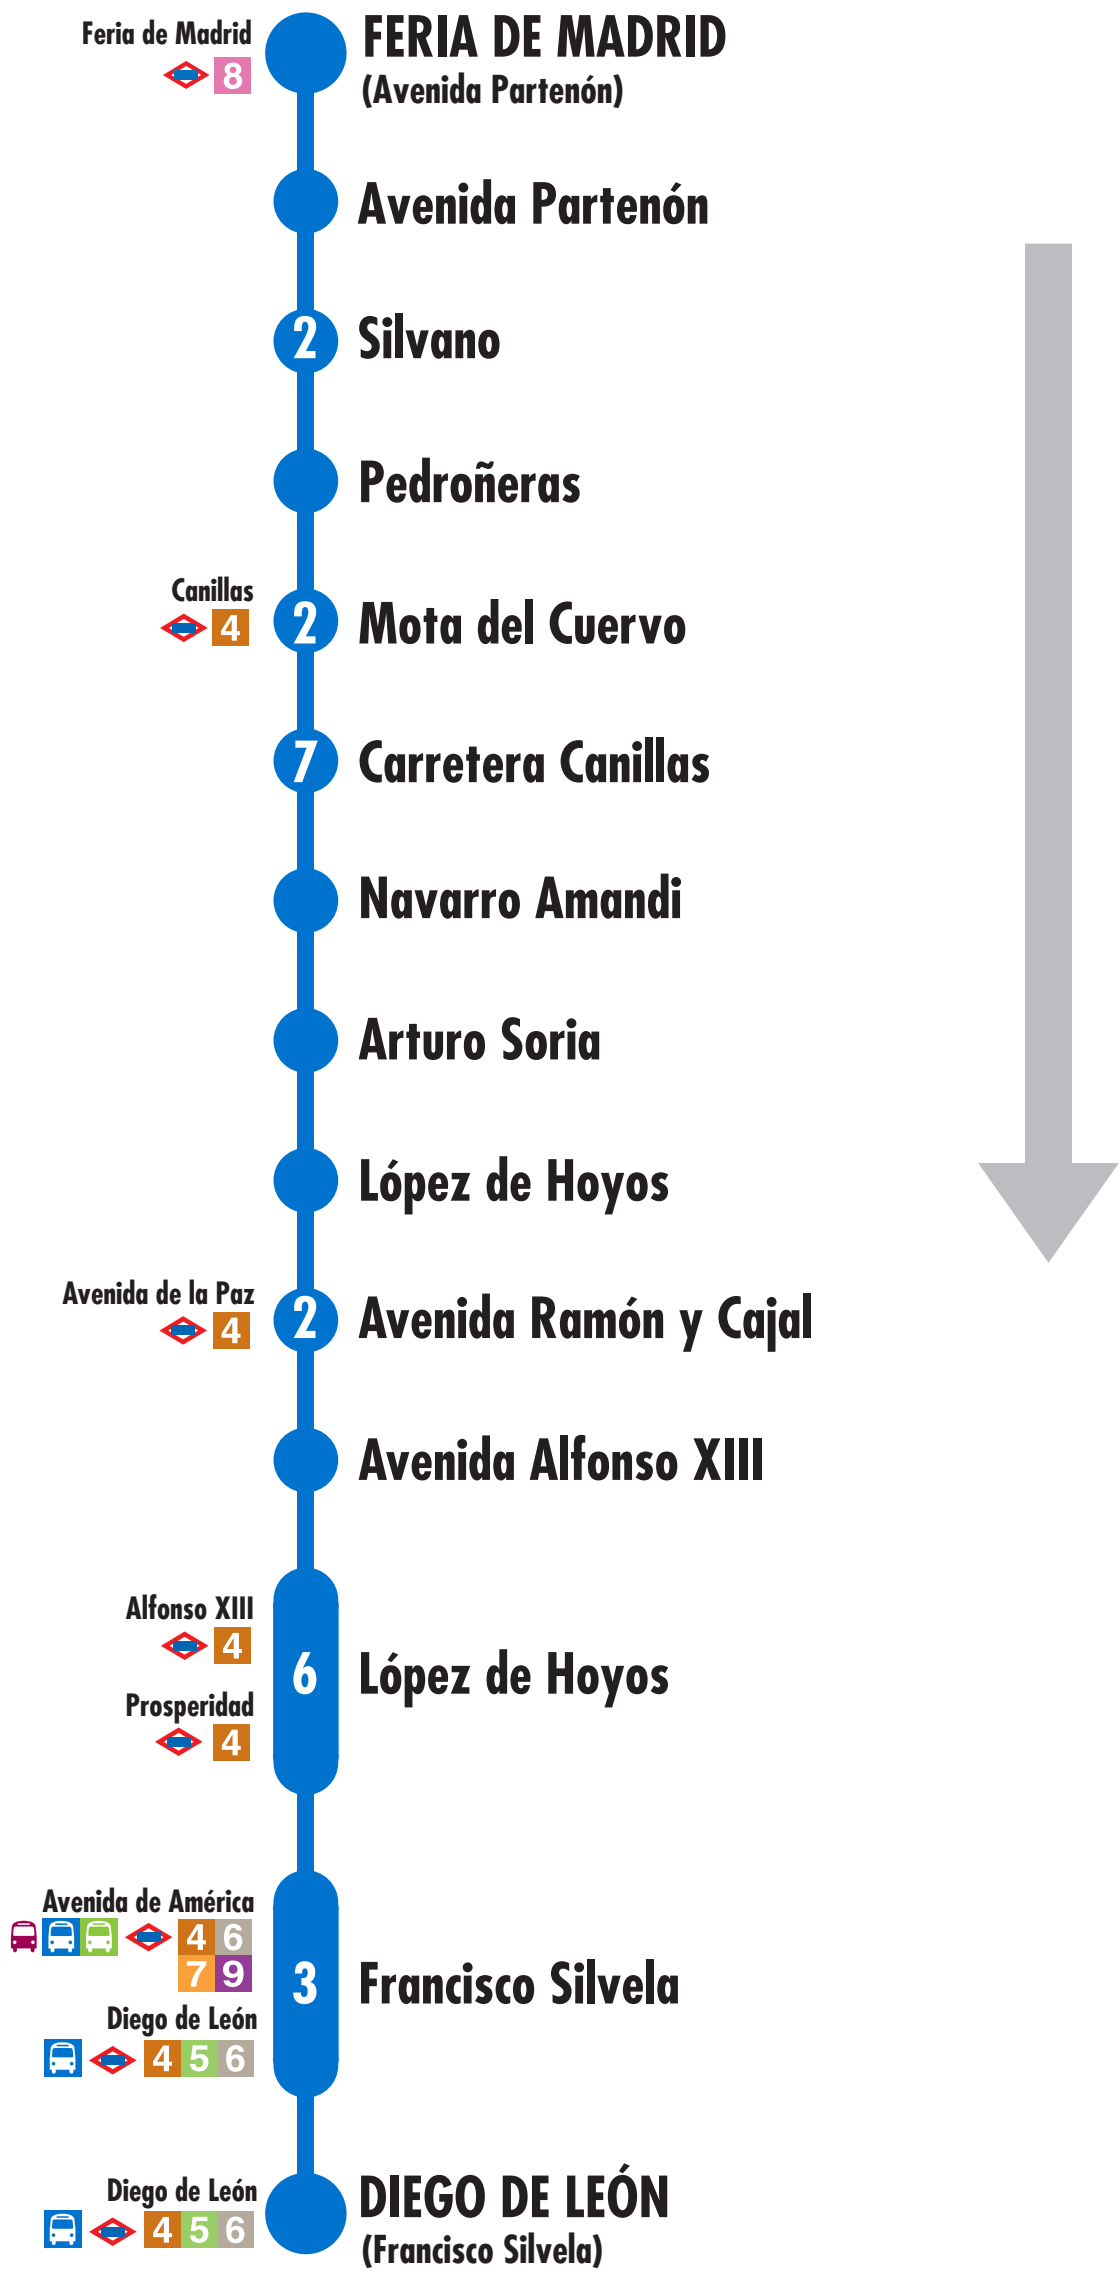 Feria de Madrid
8
FERIA DE MADRID
(Avenida Partenón)
Avenida Partenón
2 Silvano
Pedroñeras
Canillas
4
2 Mota del Cuervo
7 Carretera Canillas
Navarro Amandi
Arturo Soria
López de Hoyos
Avenida de la Paz
4
2 Avenida Ramón y Cajal
Avenida Alfonso XIII
Alfonso XIII
4
Prosperidad
4
6 López de Hoyos
Avenida de América
4 6
7 9
Diego de León
4 5 6
3 Francisco Silvela
Diego de León
4 5 6
DIEGO DE LEÓN
(Francisco Silvela)